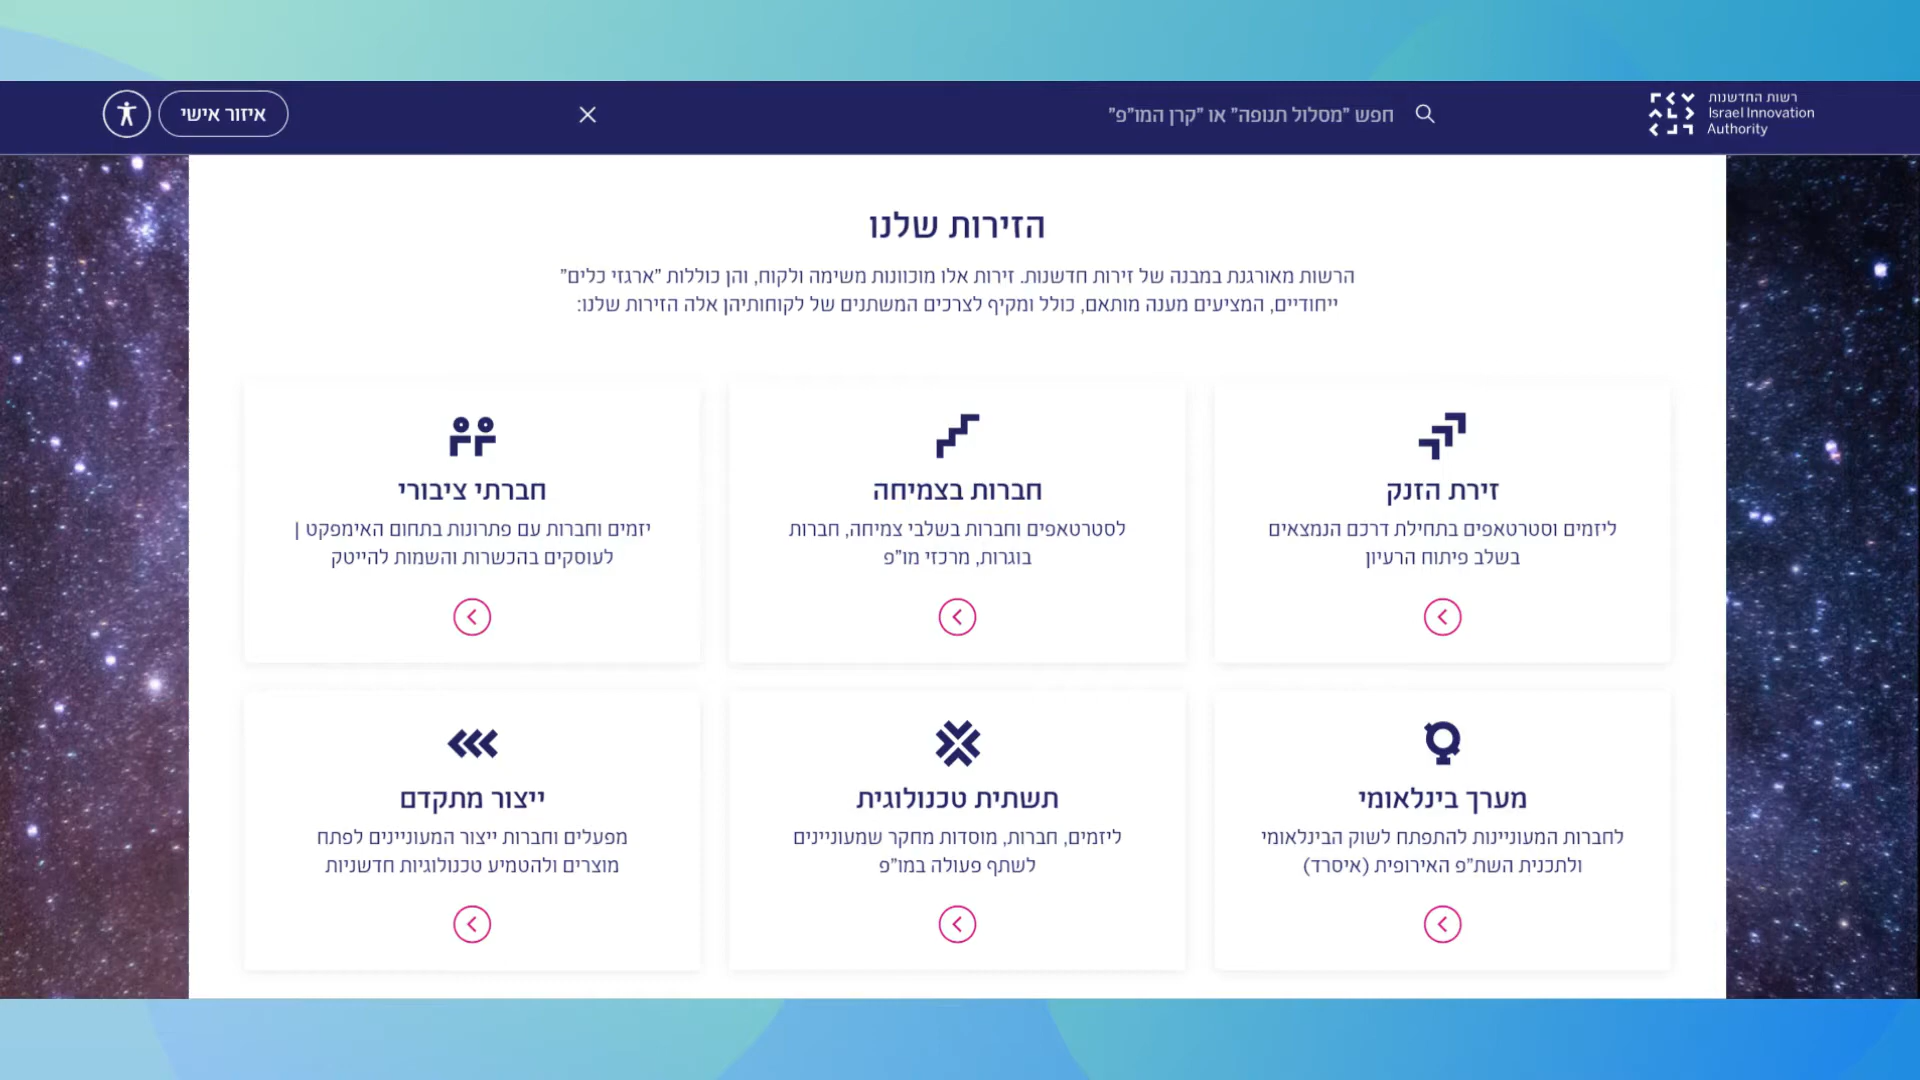 רשות החדשנות
Israel Innovation
Authority
חפש "מסלול תנופה" או "קרן המו"פ"
איזור אישי
הזירות שלנו
הרשות מאורגנת במבנה של זירות חדשנות. זירות אלו מוכוונות משימה ולקוח, והן כוללות "ארגזי כלים"
ייחודיים, המציעים מענה מותאם, כולל ומקיף לצרכים המשתנים של לקוחותיהן אלה הזירות שלנו:
זירת הזנק
ליזמים וסטרטאפים בתחילת דרכם הנמצאים
בשלב פיתוח הרעיון
חברות בצמיחה
לסטרטאפים וחברות בשלבי צמיחה, חברות
בוגרות, מרכזי מו"פ
חברתי ציבורי
יזמים וחברות עם פתרונות בתחום האימפקט |
לעוסקים בהכשרות והשמות להייטק
מערך בינלאומי
לחברות המעוניינות להתפתח לשוק הבינלאומי
ולתכנית השת"פ האירופית (איסרד)
תשתית טכנולוגית
ליזמים, חברות, מוסדות מחקר שמעוניינים
לשתף פעולה במו"פ
ייצור מתקדם
מפעלים וחברות ייצור המעוניינים לפתח
מוצרים ולהטמיע טכנולוגיות חדשניות